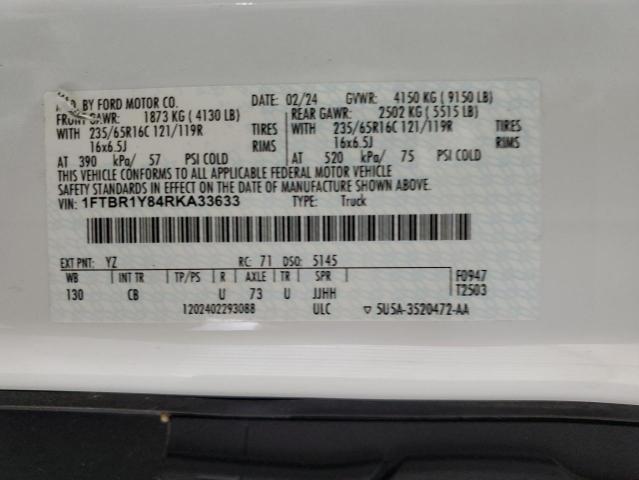 MFD. BY FORD MOTOR CO. DATE: 02/24 GVWR: 4150 KG ( 9150 LB)
FRONT GAWR: 1873 KG ( 4130 LB) REAR GAWR: 2502 KG ( 5515 LB)
WITH 235/65R16C 121/119R TIRES WITH 235/65R16C 121/119R TIRES
16x6.5J RIMS 16x6.5J RIMS
AT 390 kPa/ 57 PSI COLD AT 520 kPa/ 75 PSI COLD
THIS VEHICLE CONFORMS TO ALL APPLICABLE FEDERAL MOTOR VEHICLE
SAFETY STANDARDS IN EFFECT ON THE DATE OF MANUFACTURE SHOWN ABOVE.
VIN: 1FTBR1Y84RKA33633 TYPE: Truck
EXT PNT: YZ RC: 71 DSO: 5145
WB INT TR TP/PS R AXLE TR SPR F0947
130 CB U 73 U JJHH T2503
1202402293088 ULC ▽ 5U5A-3520472-AA